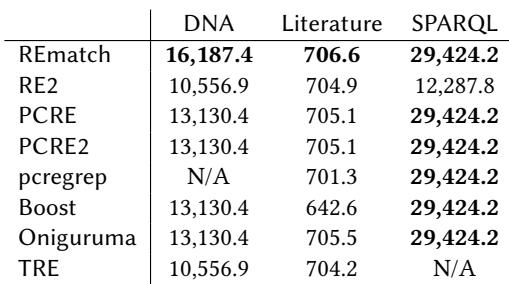 DNA Literature SPARQL
REmatch 16,187.4 706.6 29,424.2
RE2 10,556.9 704.9 12,287.8
PCRE 13,130.4 705.1 29,424.2
PCRE2 13,130.4 705.1 29,424.2
pcregrep N/A 701.3 29,424.2
Boost 13,130.4 642.6 29,424.2
Oniguruma 13,130.4 705.5 29,424.2
TRE 10,556.9 704.2 N/A